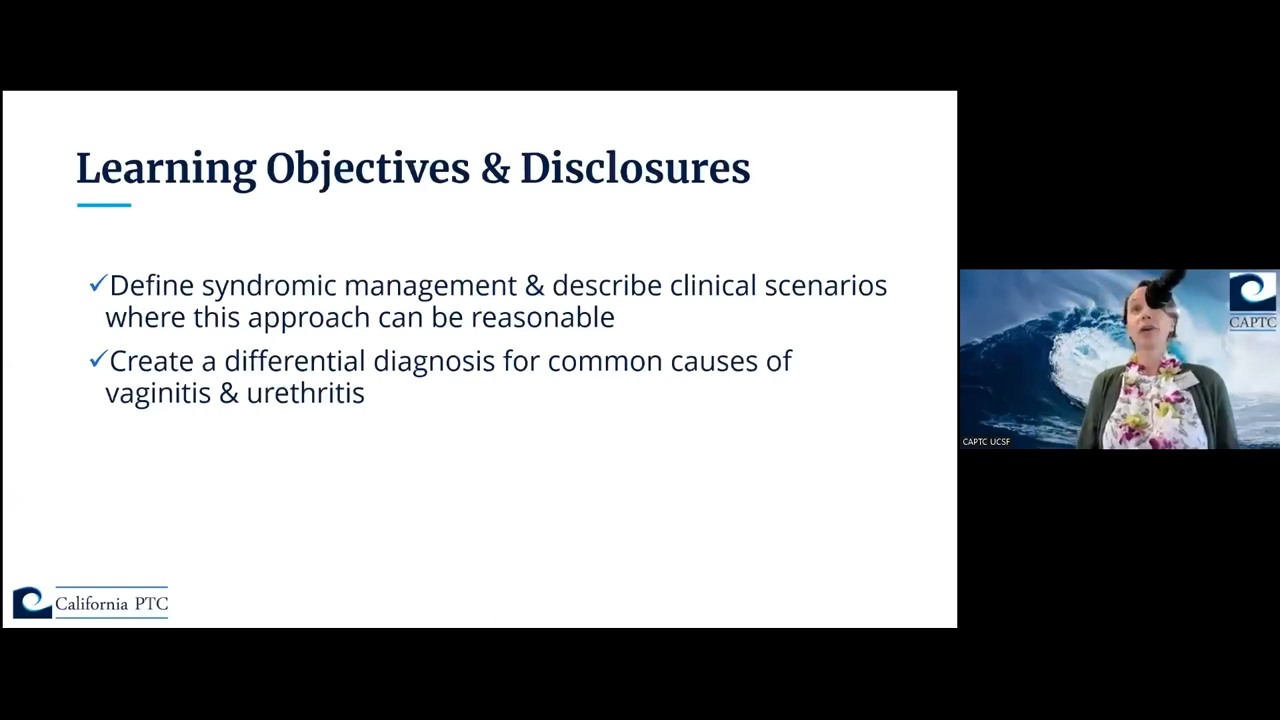 Learning Objectives & Disclosures
✓Define syndromic management & describe clinical scenarios
where this approach can be reasonable
✓Create a differential diagnosis for common causes of
vaginitis & urethritis
California PTC
CAPTC
CAPTC UCSF